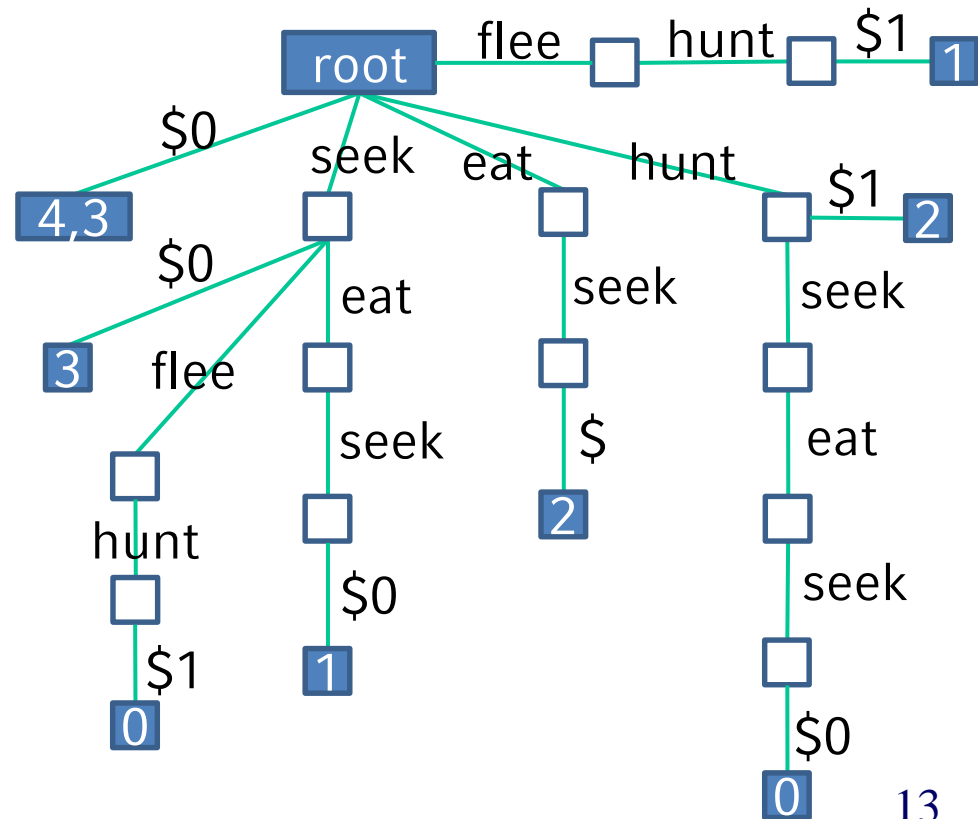 root flee hunt $1 1
$0 seek eat hunt $1
4,3 2
$0 eat seek seek
3 flee
seek $ eat
hunt 2
$0 seek
$1 1
0 $0
0 13